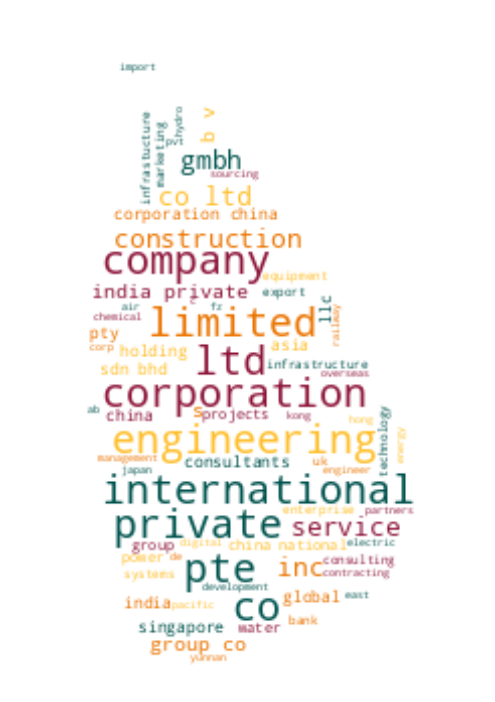 import
infrastucture
marketing
hydro
b v
gmbh
sourcing
co ltd
corporation china
construction
company
equipment
india private
export
air
fz
llc
chemical
limited
railway
pty
corp
holding
asia
ltd
sdn bhd
infrastructure
overseas
corporation
ab
china
s
projects
kong
hong
technology
engineering
energy
management
consultants
uk
japan
engineer
international
enterprise
partners
private
service
group
digital
china national
electric
power
de
pte
inc
consulting
systems
contracting
development
india
pacific
co
global
east
singapore
water
bank
group co
yunnan